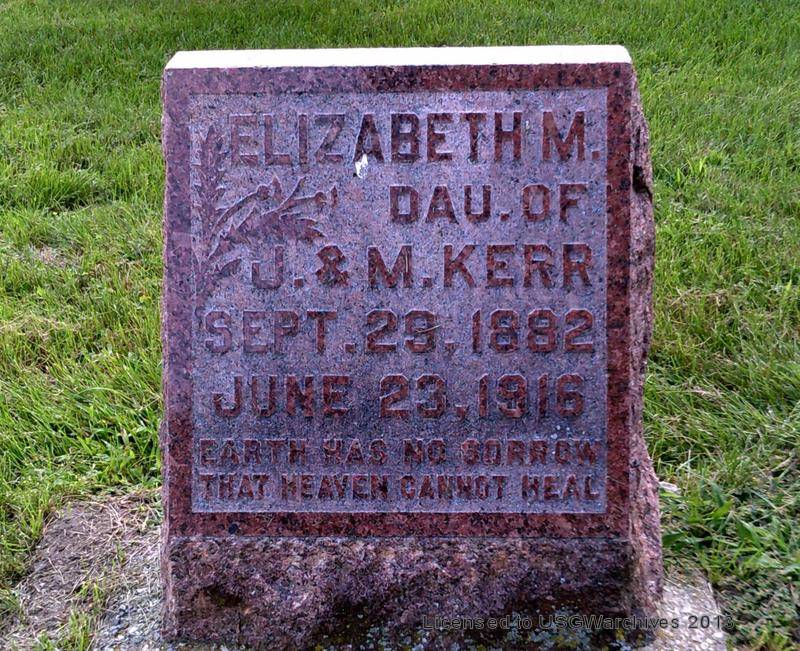 ELIZABETH M.
DAU. OF
J. & M. KERR
SEPT. 29. 1882
JUNE 23, 1916
EARTH HAS NO SORROW
THAT HEAVEN CANNOT HEAL
Licensed to USGWarchives 2013